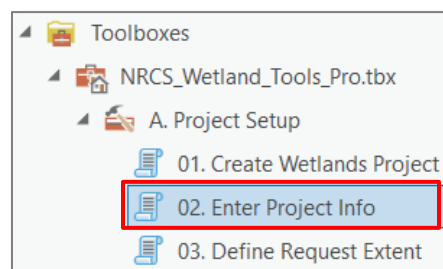 Toolboxes
NRCS_Wetland_Tools_Pro.tbx
A. Project Setup
01. Create Wetlands Project
02. Enter Project Info
03. Define Request Extent